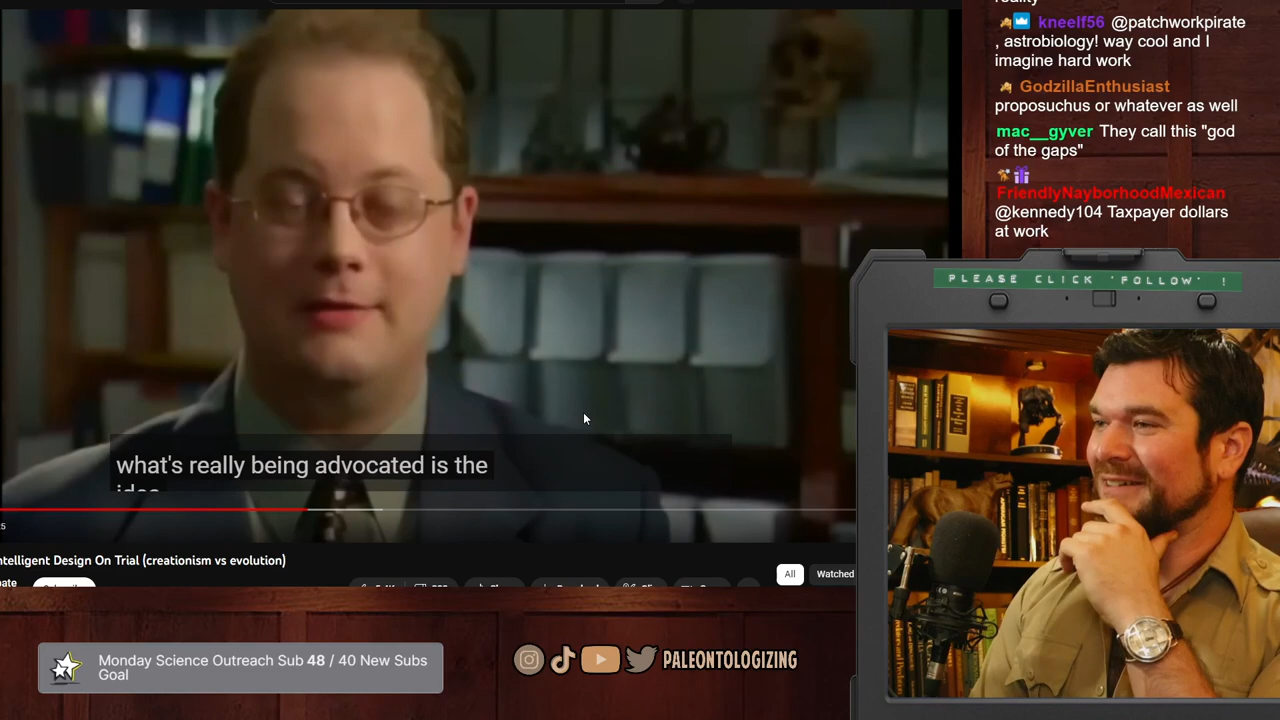 kneelf56 @patchworkpirate
, astrobiology! way cool and I
imagine hard work
GodzillaEnthusiast
proposuchus or whatever as well
mac__gyver They call this "god
of the gaps"
FriendlyNayborhoodMexican
@kennedy104 Taxpayer dollars
at work
PLEASE CLICK 'FOLLOW' !
what's really being advocated is the
ntelligent Design On Trial (creationism vs evolution)
All
Watched
Monday Science Outreach Sub 48 / 40 New Subs
Goal
PALEONTOLOGIZING